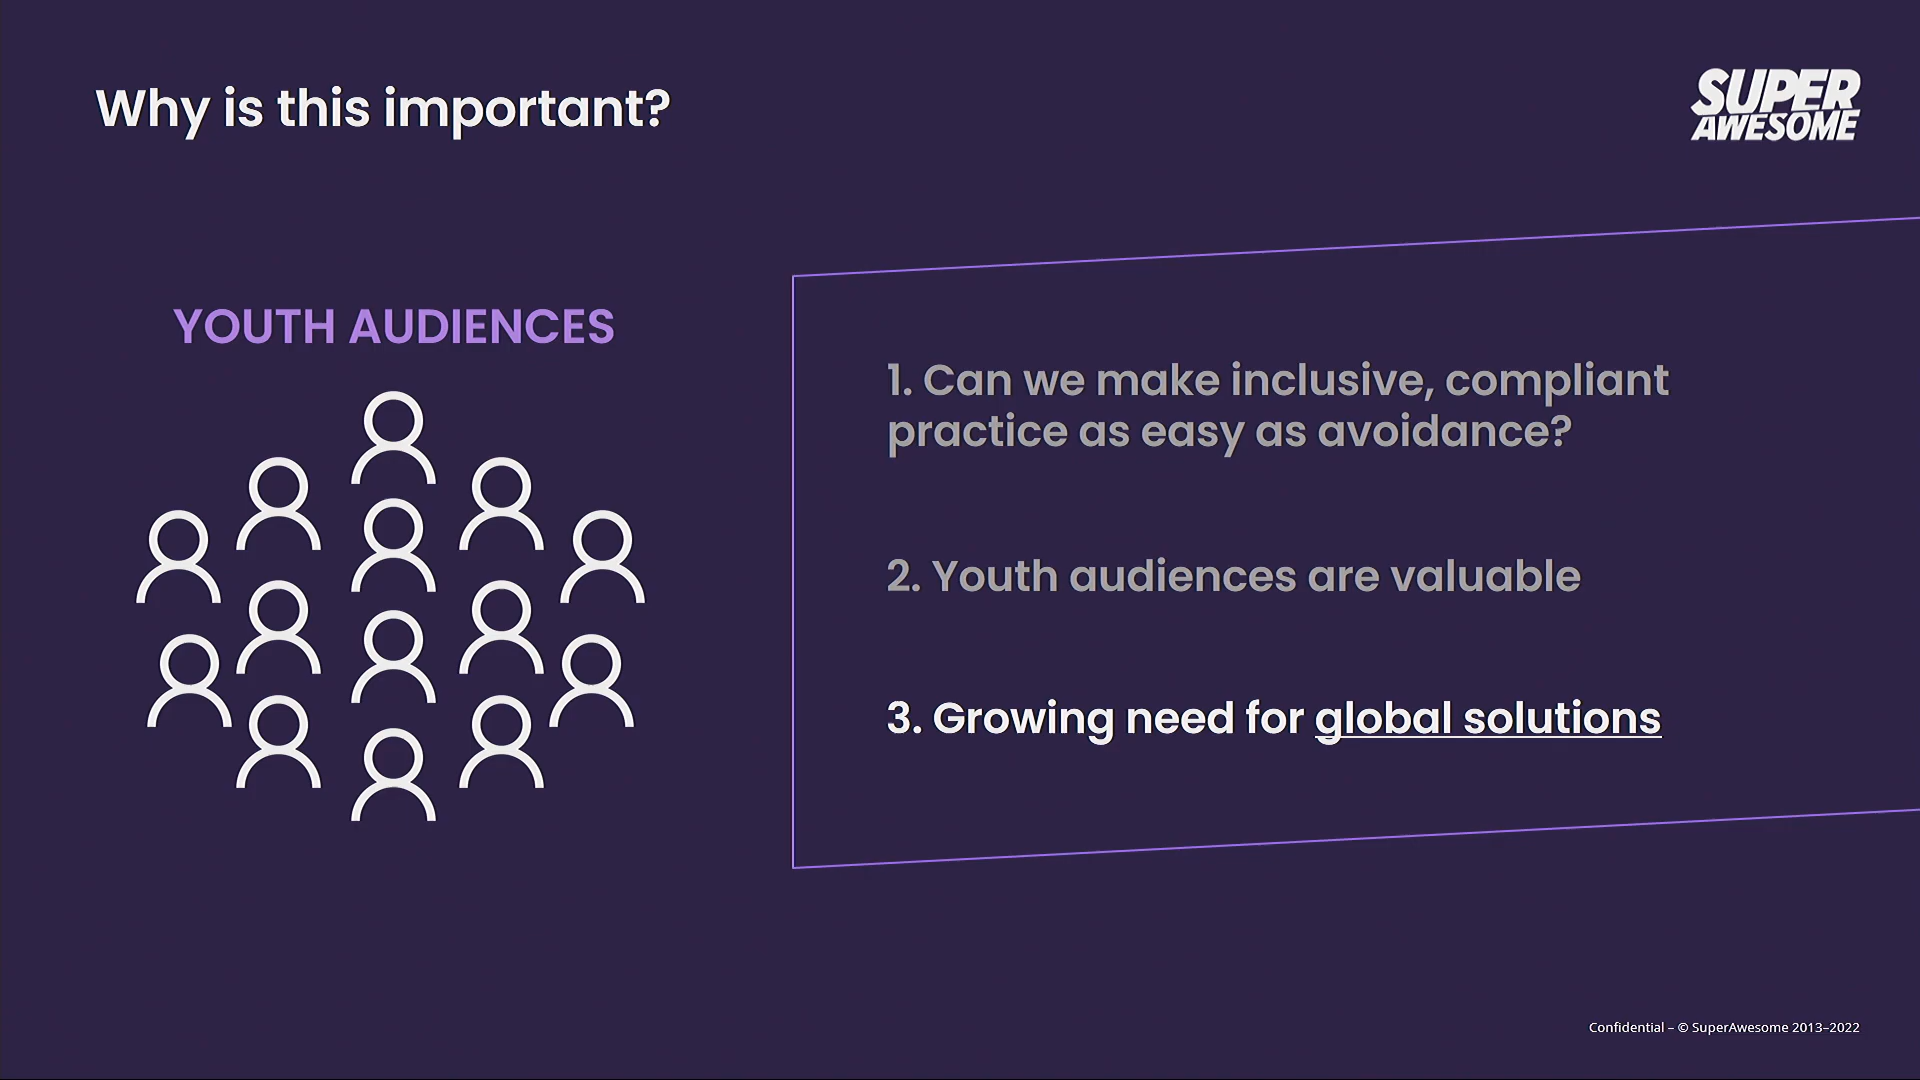 Why is this important?
SUPER
AWESOME
YOUTH AUDIENCES
1. Can we make inclusive, compliant
practice as easy as avoidance?
2. Youth audiences are valuable
3. Growing need for global solutions
Confidential – © SuperAwesome 2013–2022